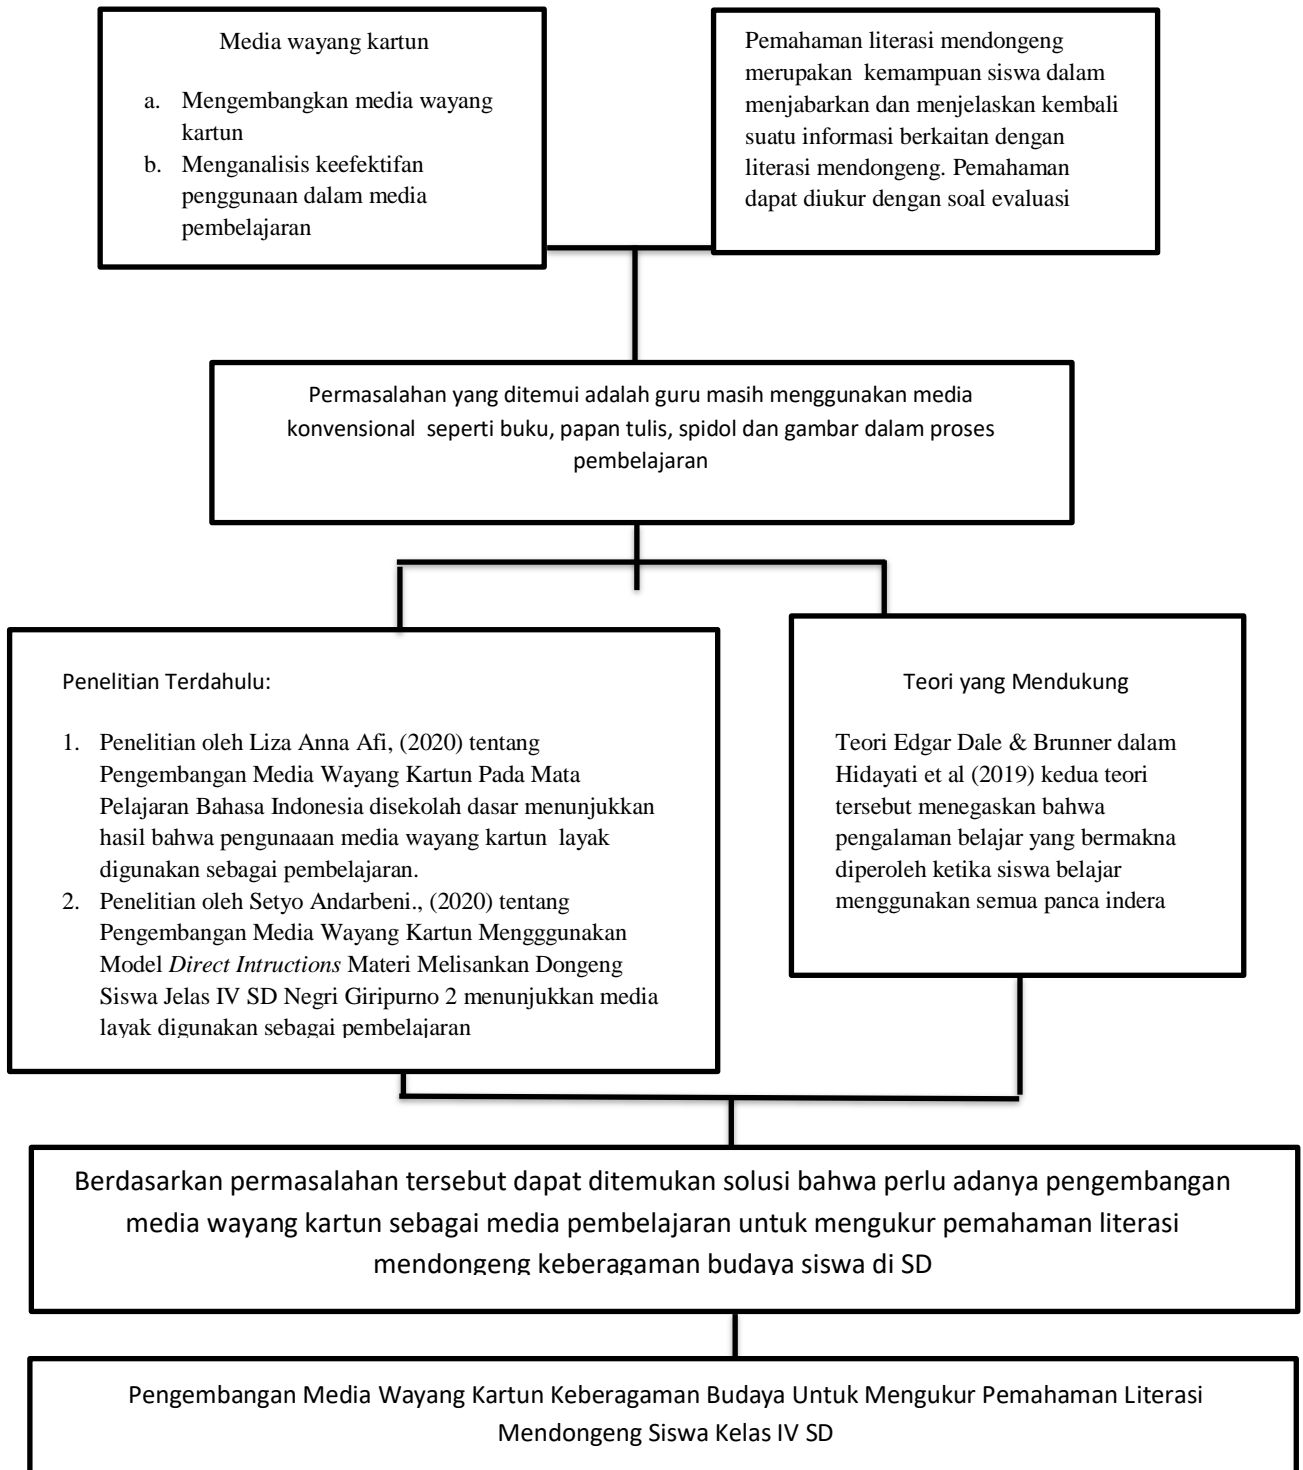 Media wayang kartun
a. Mengembangkan media wayang
kartun
b. Menganalisis keefektifan
penggunaan dalam media
pembelajaran
Pemahaman literasi mendongeng
merupakan kemampuan siswa dalam
menjabarkan dan menjelaskan kembali
suatu informasi berkaitan dengan
literasi mendongeng. Pemahaman
dapat diukur dengan soal evaluasi
Permasalahan yang ditemui adalah guru masih menggunakan media
konvensional seperti buku, papan tulis, spidol dan gambar dalam proses
pembelajaran
Penelitian Terdahulu:
1. Penelitian oleh Liza Anna Afi, (2020) tentang
Pengembangan Media Wayang Kartun Pada Mata
Pelajaran Bahasa Indonesia disekolah dasar menunjukkan
hasil bahwa pengunaaan media wayang kartun layak
digunakan sebagai pembelajaran.
2. Penelitian oleh Setyo Andarbeni., (2020) tentang
Pengembangan Media Wayang Kartun Mengggunakan
Model Direct Intructions Materi Melisankan Dongeng
Siswa Jelas IV SD Negri Giripurno 2 menunjukkan media
layak digunakan sebagai pembelajaran
Teori yang Mendukung
Teori Edgar Dale & Brunner dalam
Hidayati et al (2019) kedua teori
tersebut menegaskan bahwa
pengalaman belajar yang bermakna
diperoleh ketika siswa belajar
menggunakan semua panca indera
Berdasarkan permasalahan tersebut dapat ditemukan solusi bahwa perlu adanya pengembangan
media wayang kartun sebagai media pembelajaran untuk mengukur pemahaman literasi
mendongeng keberagaman budaya siswa di SD
Pengembangan Media Wayang Kartun Keberagaman Budaya Untuk Mengukur Pemahaman Literasi
Mendongeng Siswa Kelas IV SD